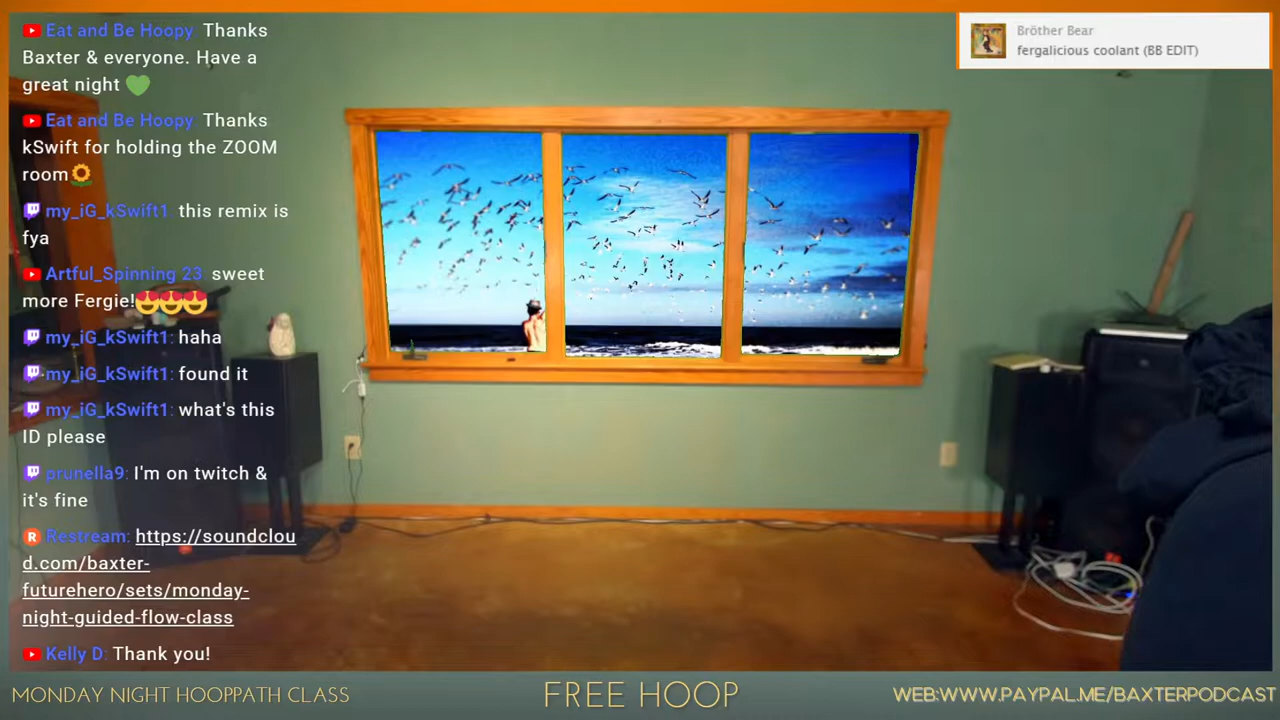 Eat and Be Hoopy Thanks
Baxter & everyone. Have a
great night 💚
Eat and Be Hoopy Thanks
kSwift for holding the ZOOM
room🌻
my_iG_kSwift1: this remix is
fya
Artful_Spinning 23: sweet
more Fergie!😍😍😍
my_iG_kSwift1: haha
my_iG_kSwift1: found it
my_iG_kSwift1: what's this
ID please
prunella9: I'm on twitch &
it's fine
Restream: https://soundclou
d.com/baxter-
futurehero/sets/monday-
night-guided-flow-class
Kelly D: Thank you!
Bröther Bear
fergalicious coolant (BB EDIT)
MONDAY NIGHT HOOPPATH CLASS
FREE HOOP
WEB:WWW.PAYPAL.ME/BAXTERPODCAST